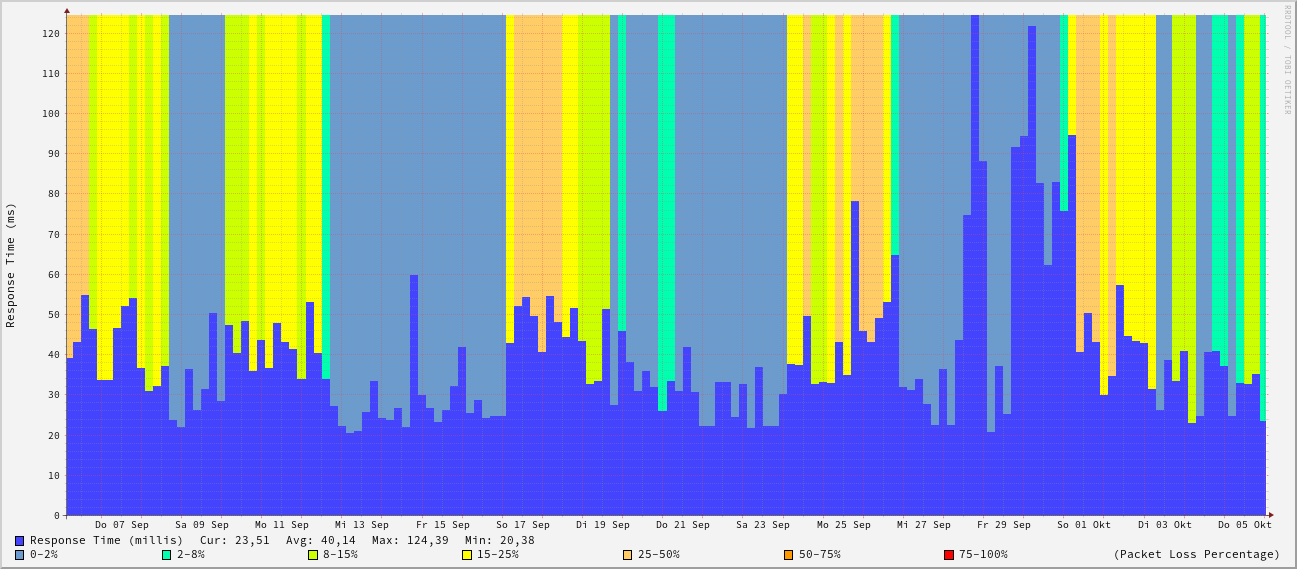 RRDTOOL / TOBI OETIKER
Response Time (ms)
120
110
100
90
80
70
60
50
40
30
20
10
0
Do 07 Sep Sa 09 Sep Mo 11 Sep Mi 13 Sep Fr 15 Sep So 17 Sep Di 19 Sep Do 21 Sep Sa 23 Sep Mo 25 Sep Mi 27 Sep Fr 29 Sep So 01 Okt Di 03 Okt Do 05 Okt
Response Time (millis) Cur: 23,51 Avg: 40,14 Max: 124,39 Min: 20,38
0-2% 2-8% 8-15% 15-25% 25-50% 50-75% 75-100% (Packet Loss Percentage)